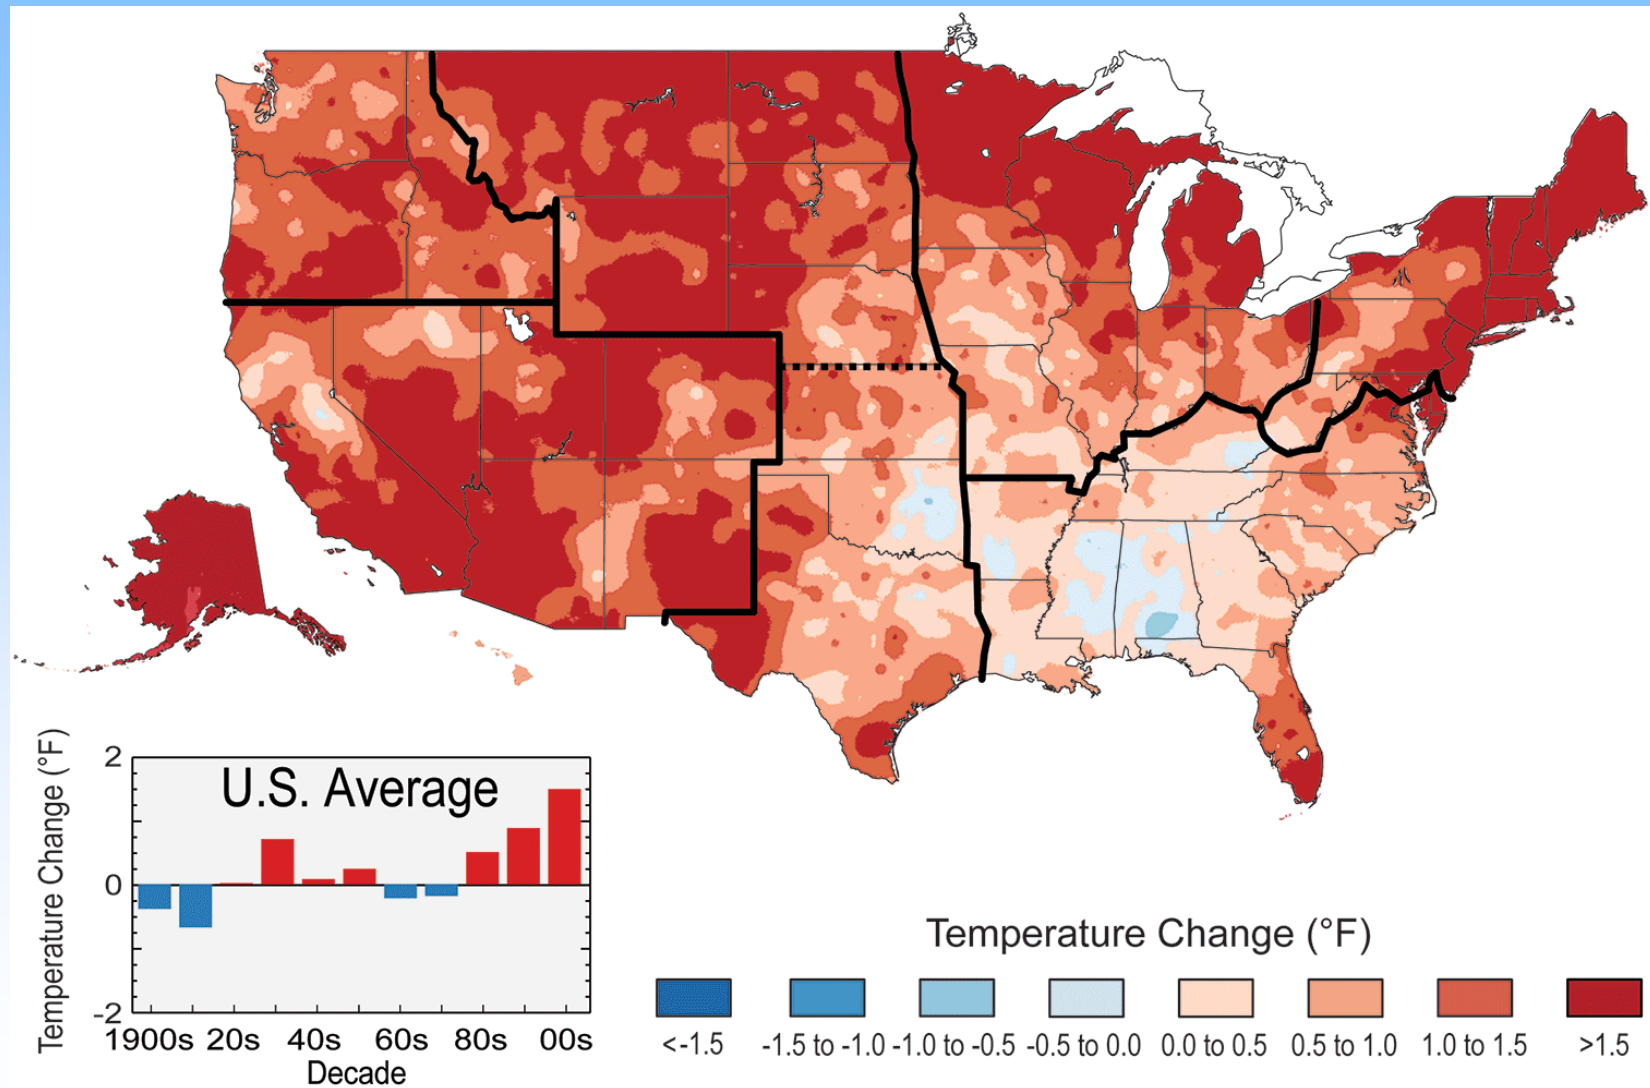 U.S. Average
Temperature Change (°F)
2
0
-2
1900s 20s 40s 60s 80s 00s
Decade
Temperature Change (°F)
<-1.5 -1.5 to -1.0 -1.0 to -0.5 -0.5 to 0.0 0.0 to 0.5 0.5 to 1.0 1.0 to 1.5 >1.5